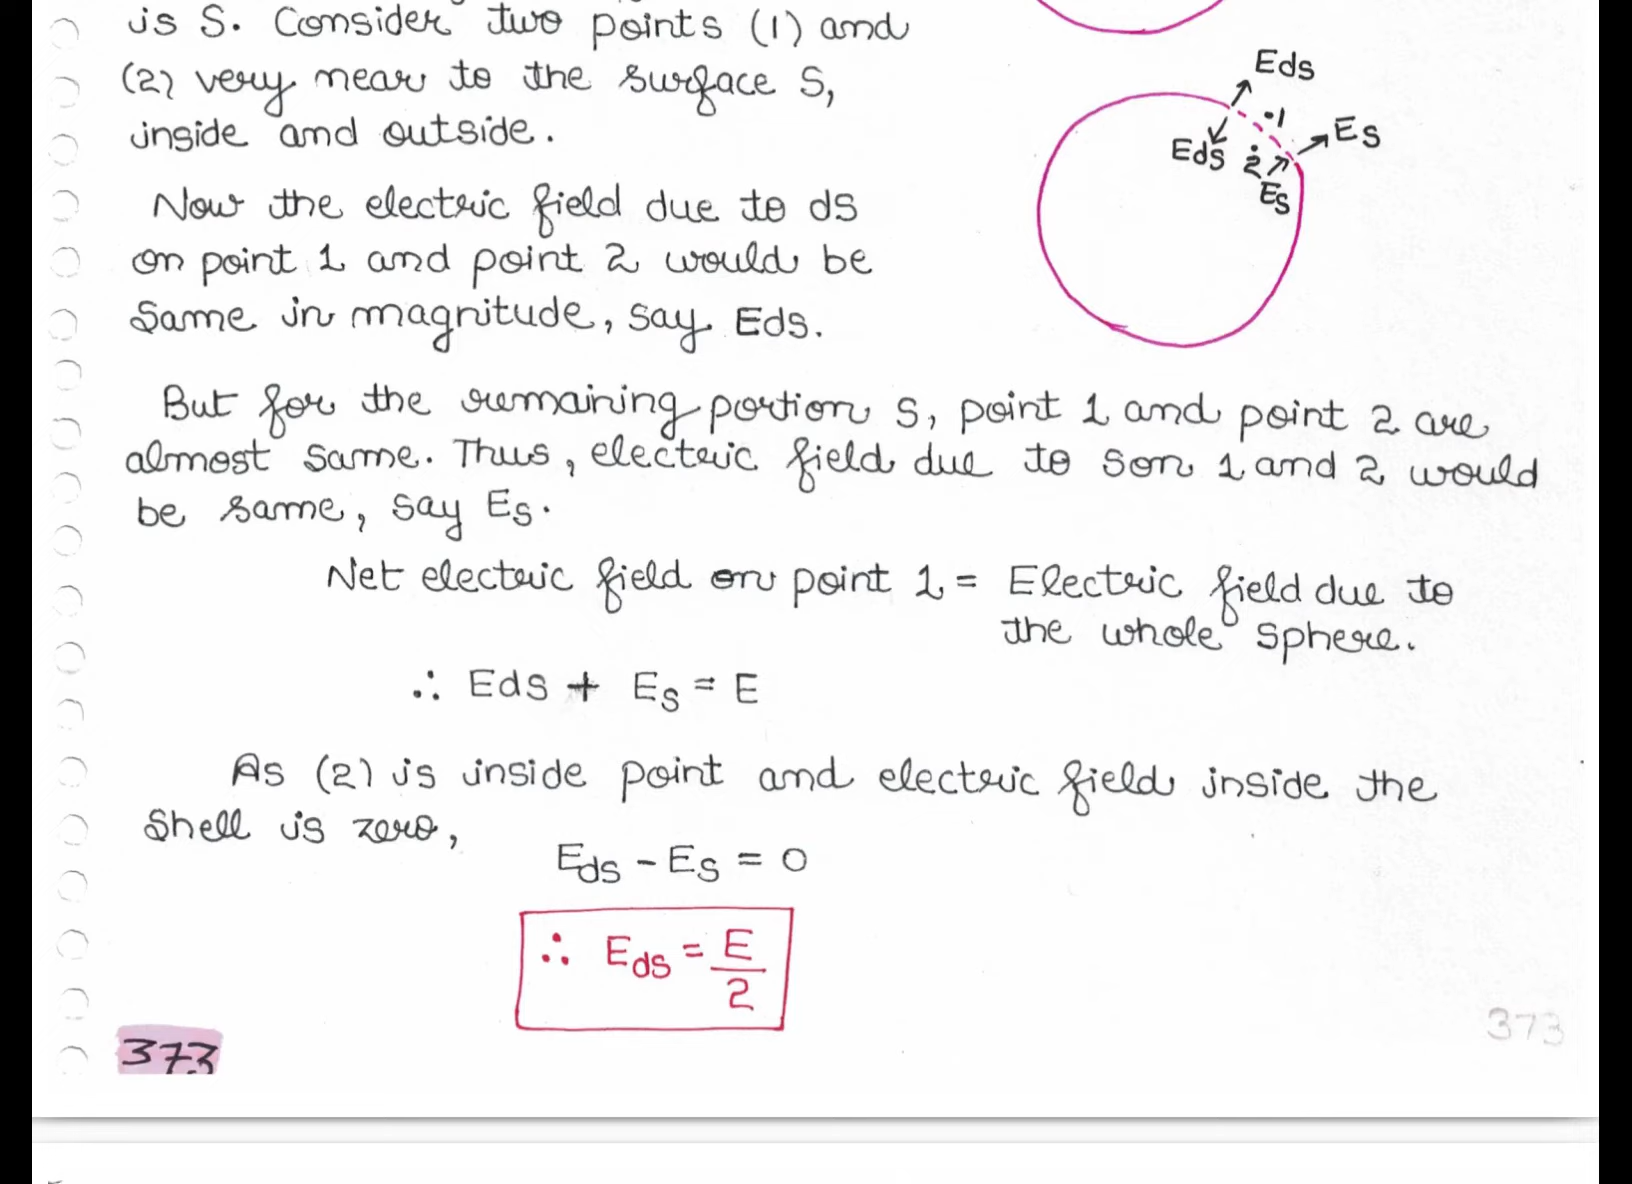 is S. Consider two points (1) and
(2) very near to the surface S,
inside and outside.
Eds
.1
Es
Eds
2
Es
Now the electric field due to ds
on point 1 and point 2 would be
Same in magnitude, say Eds.
But for the remaining portion S, point 1 and point 2 are
almost same. Thus, electric field due to S on 1 and 2 would
be same, say Es.
Net electric field on point 1 = Electric field due to
the whole sphere.
∴ Eds + Es = E
As (2) is inside point and electric field inside the
Shell is zero,
Eds - Es = 0
∴ Eds = E/2
373
373